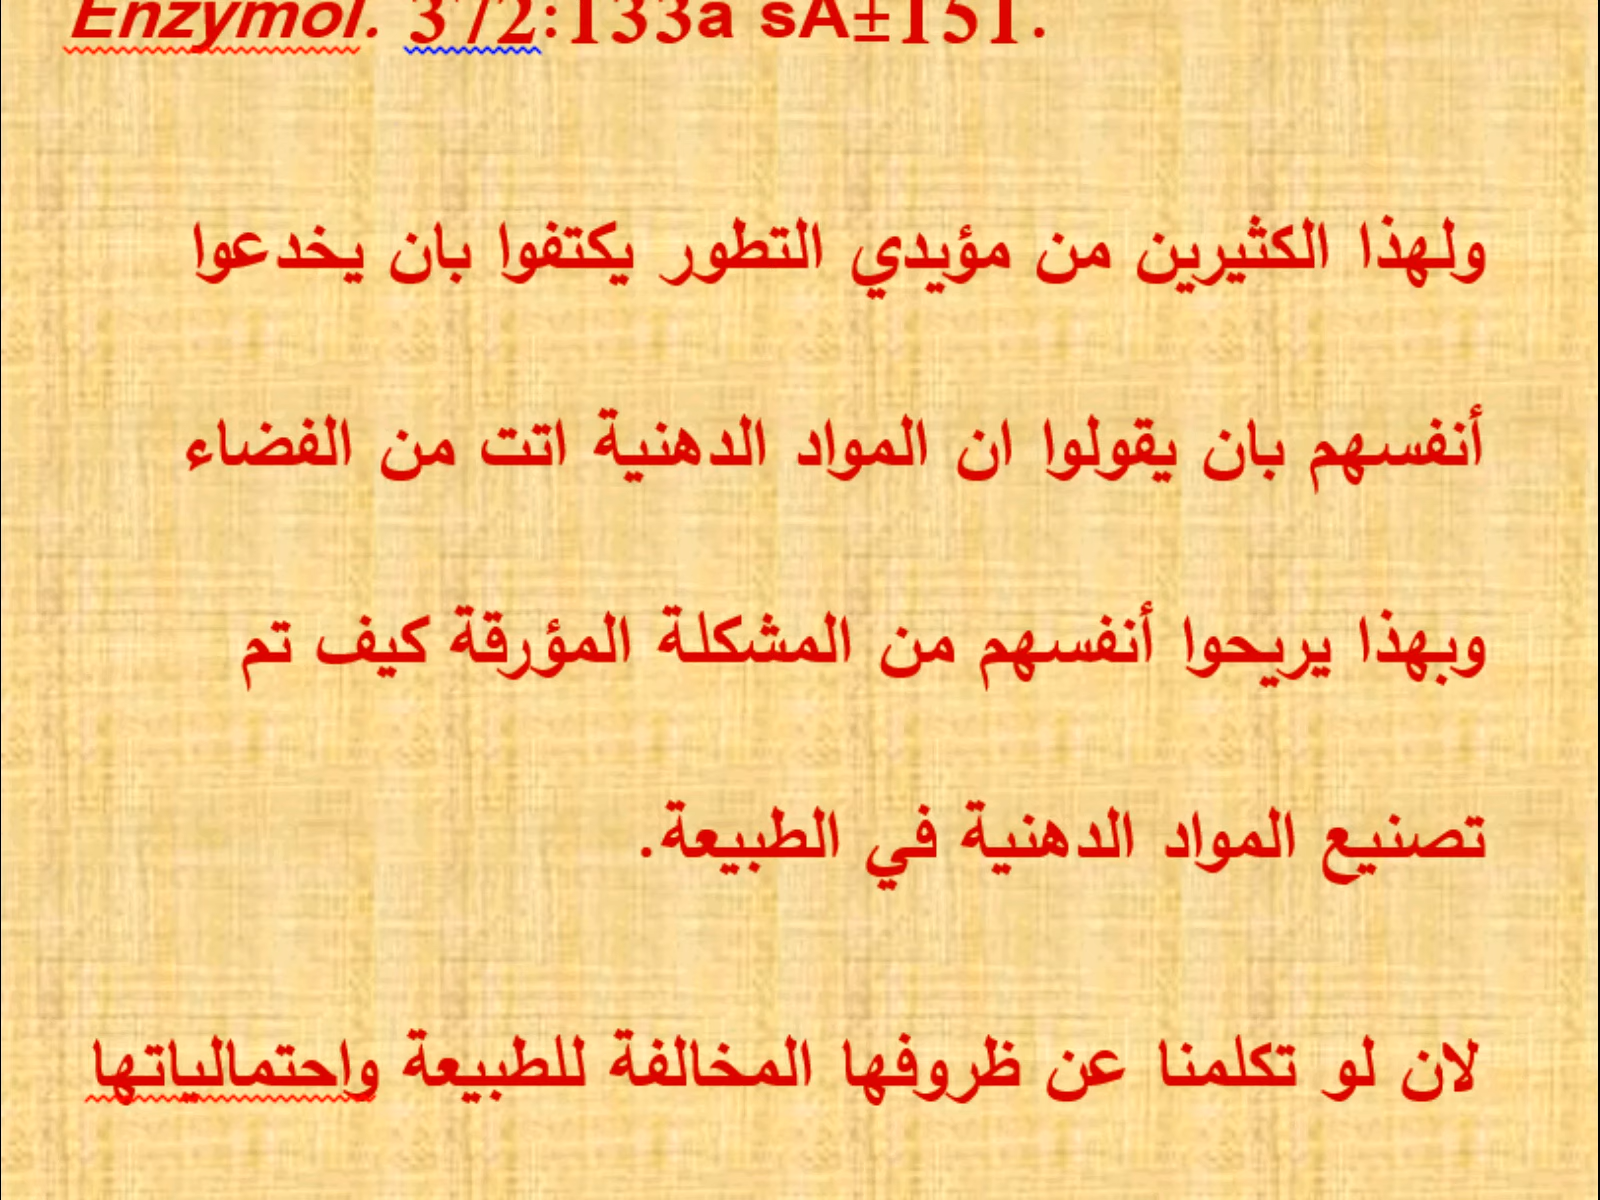 Enzymol. 372:133a sA±151.
ولهذا الكثيرين من مؤيدي التطور يكتفوا بان يخدعوا
أنفسهم بان يقولوا ان المواد الدهنية اتت من الفضاء
وبهذا يريحوا أنفسهم من المشكلة المؤرقة كيف تم
تصنيع المواد الدهنية في الطبيعة.
لان لو تكلمنا عن ظروفها المخالفة للطبيعة واحتمالياتها